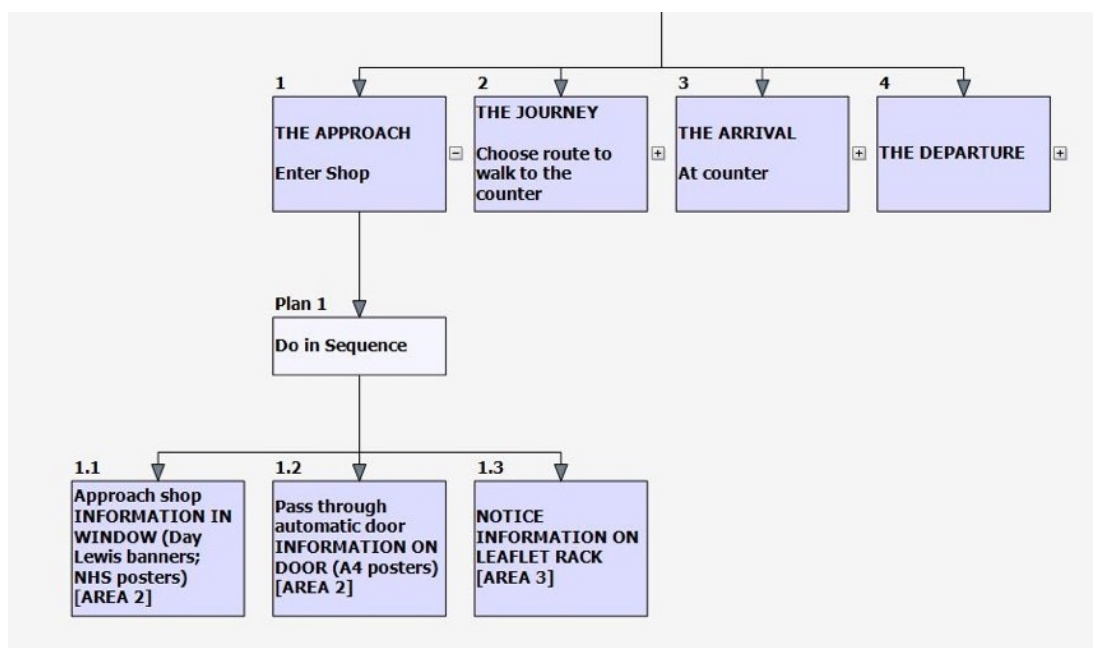 1
THE APPROACH
Enter Shop
2
THE JOURNEY
Choose route to
walk to the
counter
3
THE ARRIVAL
At counter
4
THE DEPARTURE
Plan 1
Do in Sequence
1.1
Approach shop
INFORMATION IN
WINDOW (Day
Lewis banners;
NHS posters)
[AREA 2]
1.2
Pass through
automatic door
INFORMATION ON
DOOR (A4 posters)
[AREA 2]
1.3
NOTICE
INFORMATION ON
LEAFLET RACK
[AREA 3]